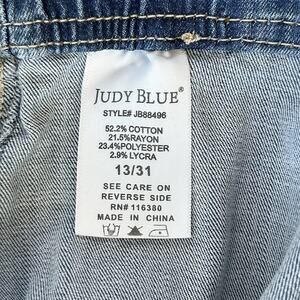 JUDY BLUE®
STYLE# JB88496
52.2% COTTON
21.5%RAYON
23.4%POLYESTER
2.9% LYCRA
13/31
SEE CARE ON
REVERSE SIDE
RN# 116380
MADE IN CHINA